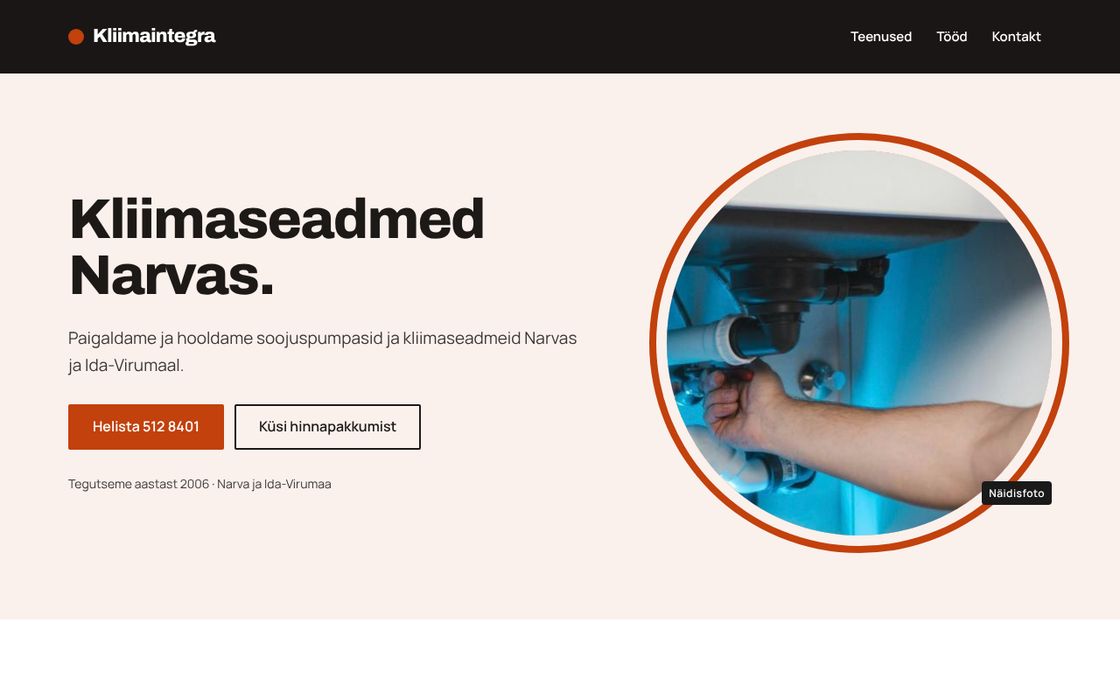 Kliimaintegra
Teenused Tööd Kontakt
Kliimaseadmed
Narvas.
Paigaldame ja hooldame soojuspumpasid ja kliimaseadmeid Narvas
ja Ida-Virumaal.
Helista 512 8401 Küsi hinnapakkumist
Tegutseme aastast 2006 · Narva ja Ida-Virumaa
Näidisfoto